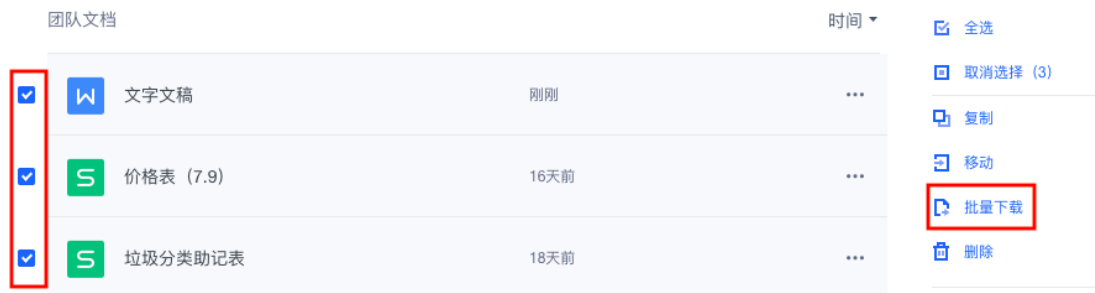 团队文档
时间
文字文稿
刚刚
价格表（7.9）
16天前
垃圾分类助记表
18天前
全选
取消选择（3）
复制
移动
批量下载
删除